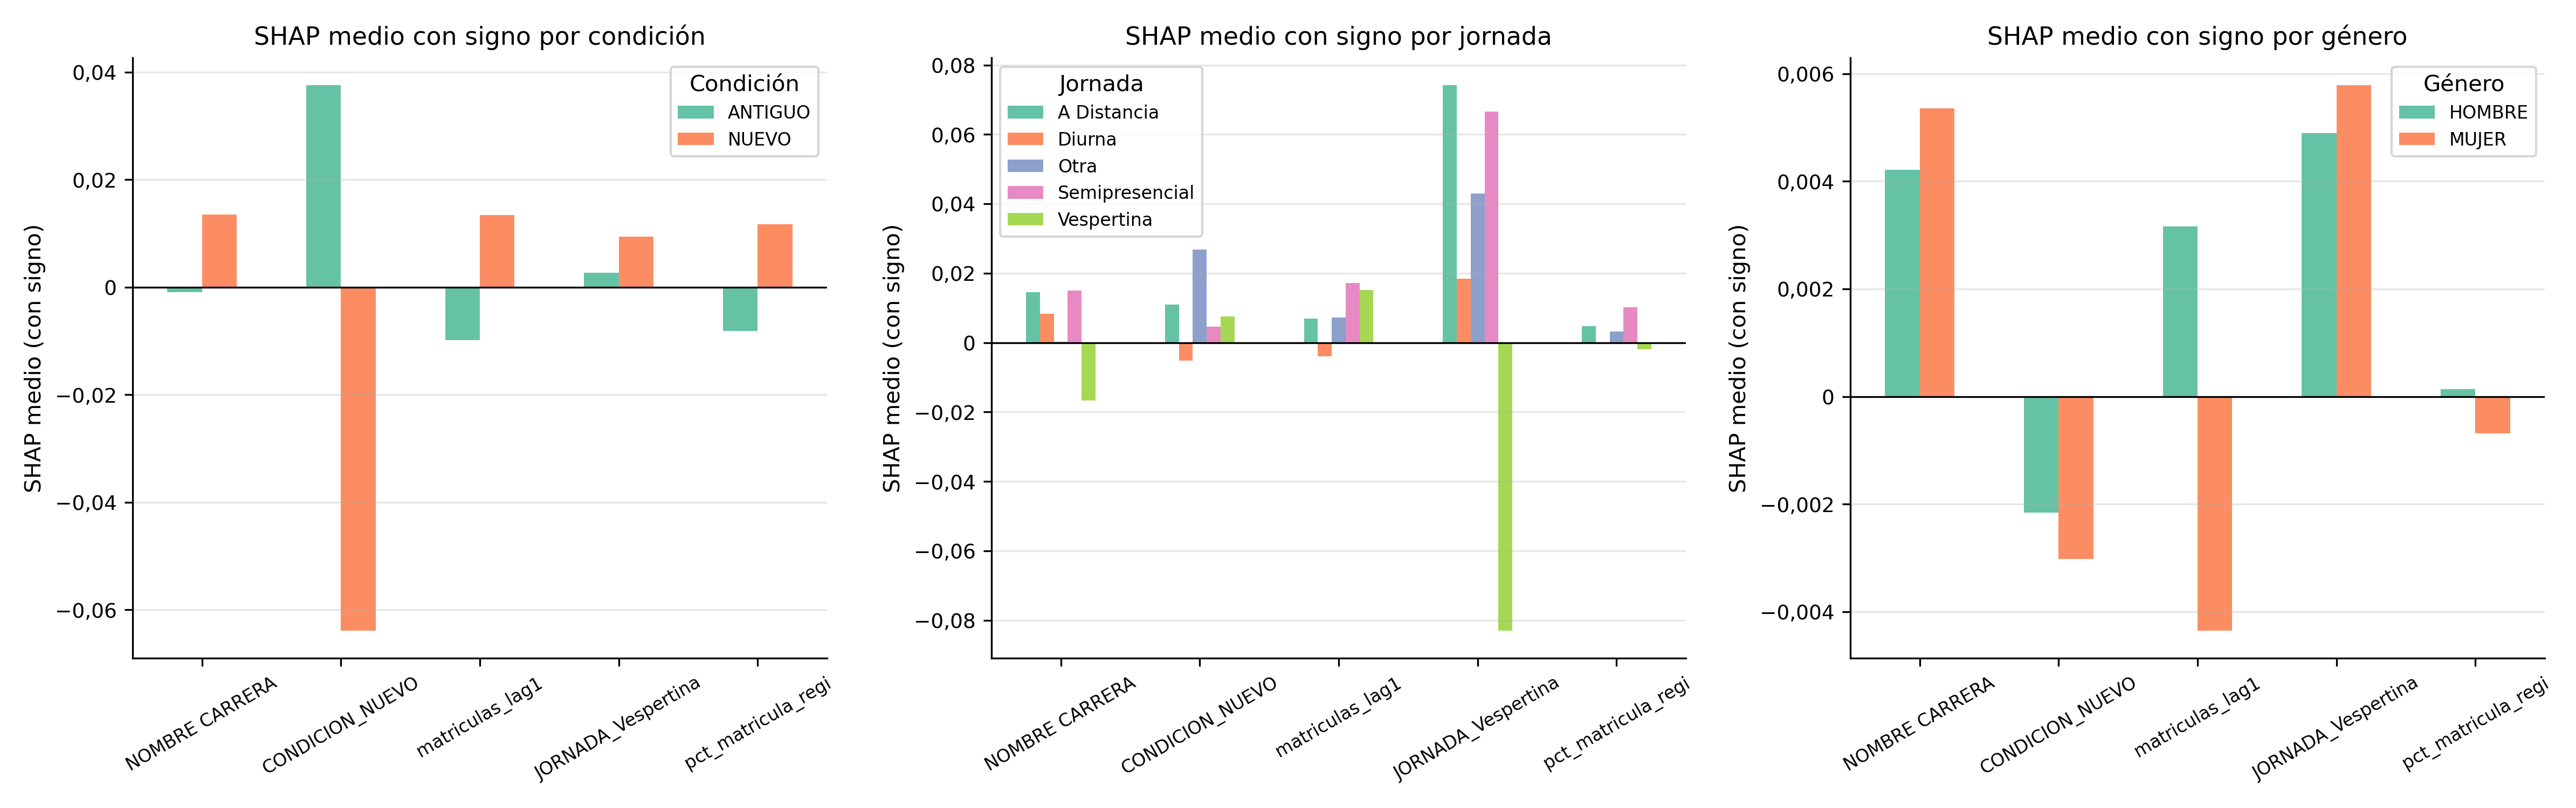 SHAP medio con signo por condición
SHAP medio (con signo)
0,04
0,02
0
−0,02
−0,04
−0,06
Condición
ANTIGUO
NUEVO
NOMBRE CARRERA
CONDICION_NUEVO
matriculas_lag1
JORNADA_Vespertina
pct_matricula_regi
SHAP medio con signo por jornada
SHAP medio (con signo)
0,08
0,06
0,04
0,02
0
−0,02
−0,04
−0,06
−0,08
Jornada
A Distancia
Diurna
Otra
Semipresencial
Vespertina
NOMBRE CARRERA
CONDICION_NUEVO
matriculas_lag1
JORNADA_Vespertina
pct_matricula_regi
SHAP medio con signo por género
SHAP medio (con signo)
0,006
0,004
0,002
0
−0,002
−0,004
Género
HOMBRE
MUJER
NOMBRE CARRERA
CONDICION_NUEVO
matriculas_lag1
JORNADA_Vespertina
pct_matricula_regi